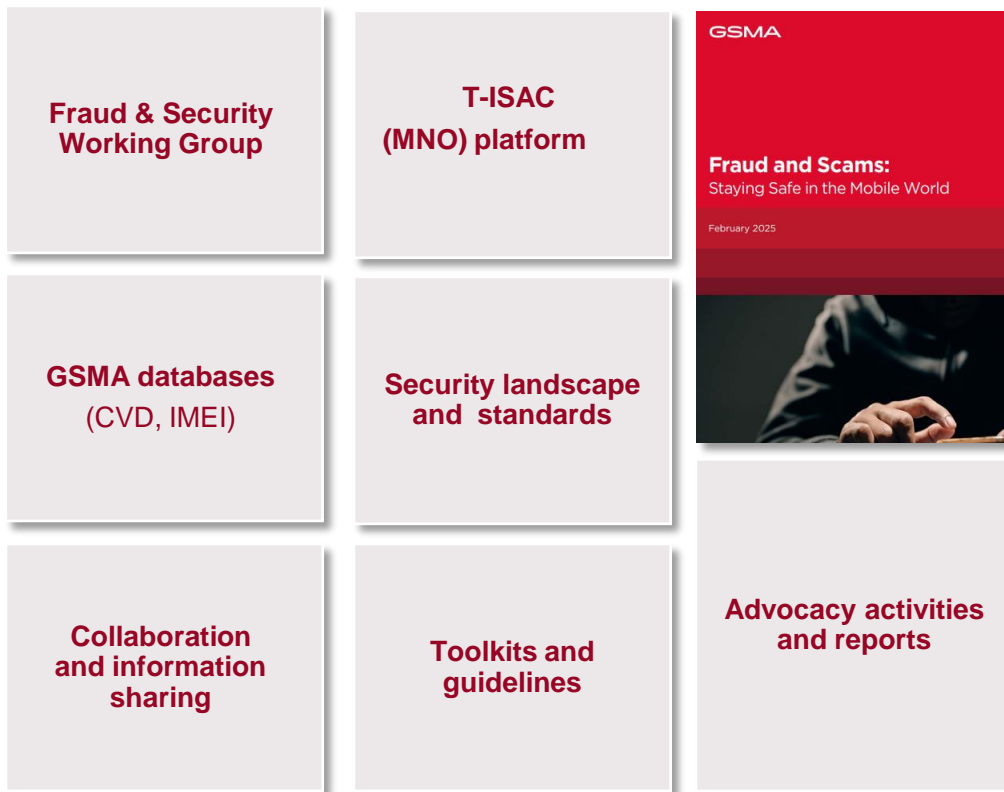 Fraud & Security
Working Group
T-ISAC
(MNO) platform
GSMA
Fraud and Scams:
Staying Safe in the Mobile World
February 2025
GSMA databases
(CVD, IMEI)
Security landscape
and standards
Collaboration
and information
sharing
Toolkits and
guidelines
Advocacy activities
and reports